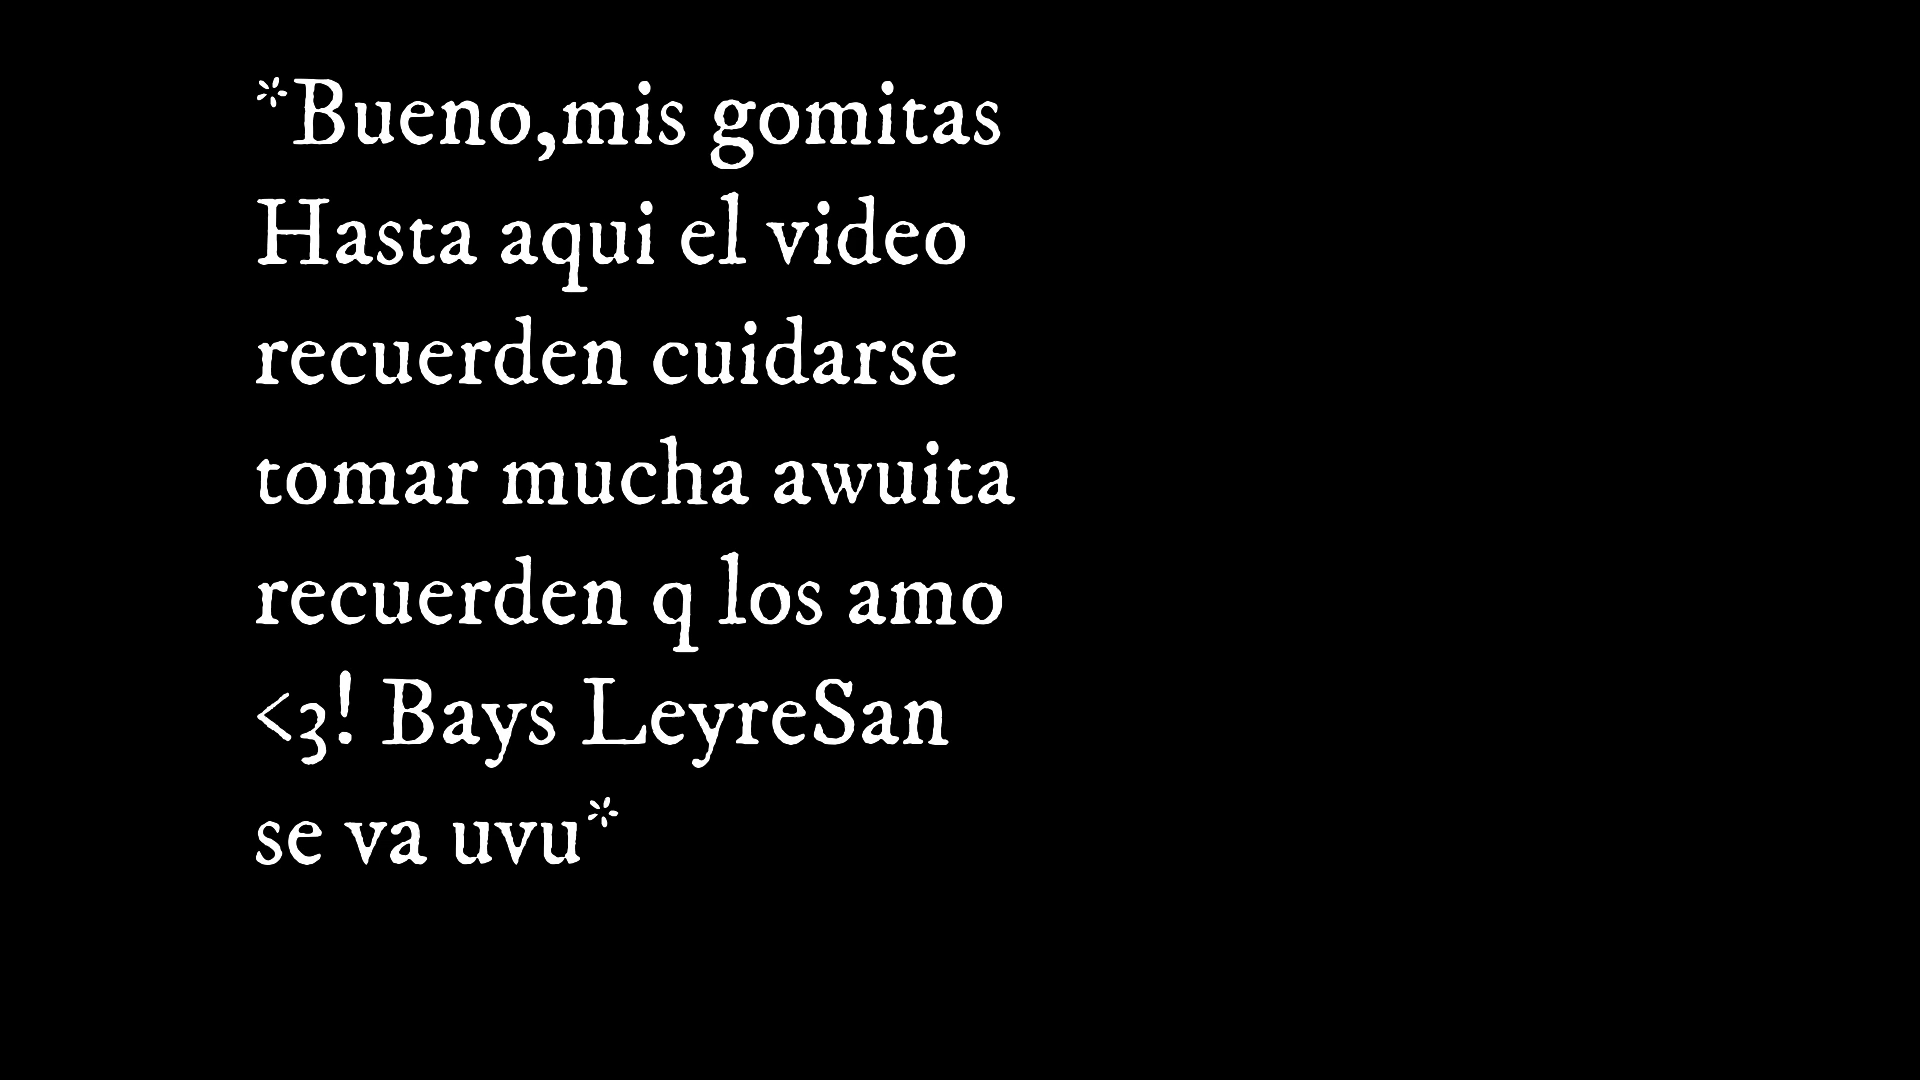 *Bueno,mis gomitas
Hasta aqui el video
recuerden cuidarse
tomar mucha awuita
recuerden q los amo
<3! Bays LeyreSan
se va uvu*